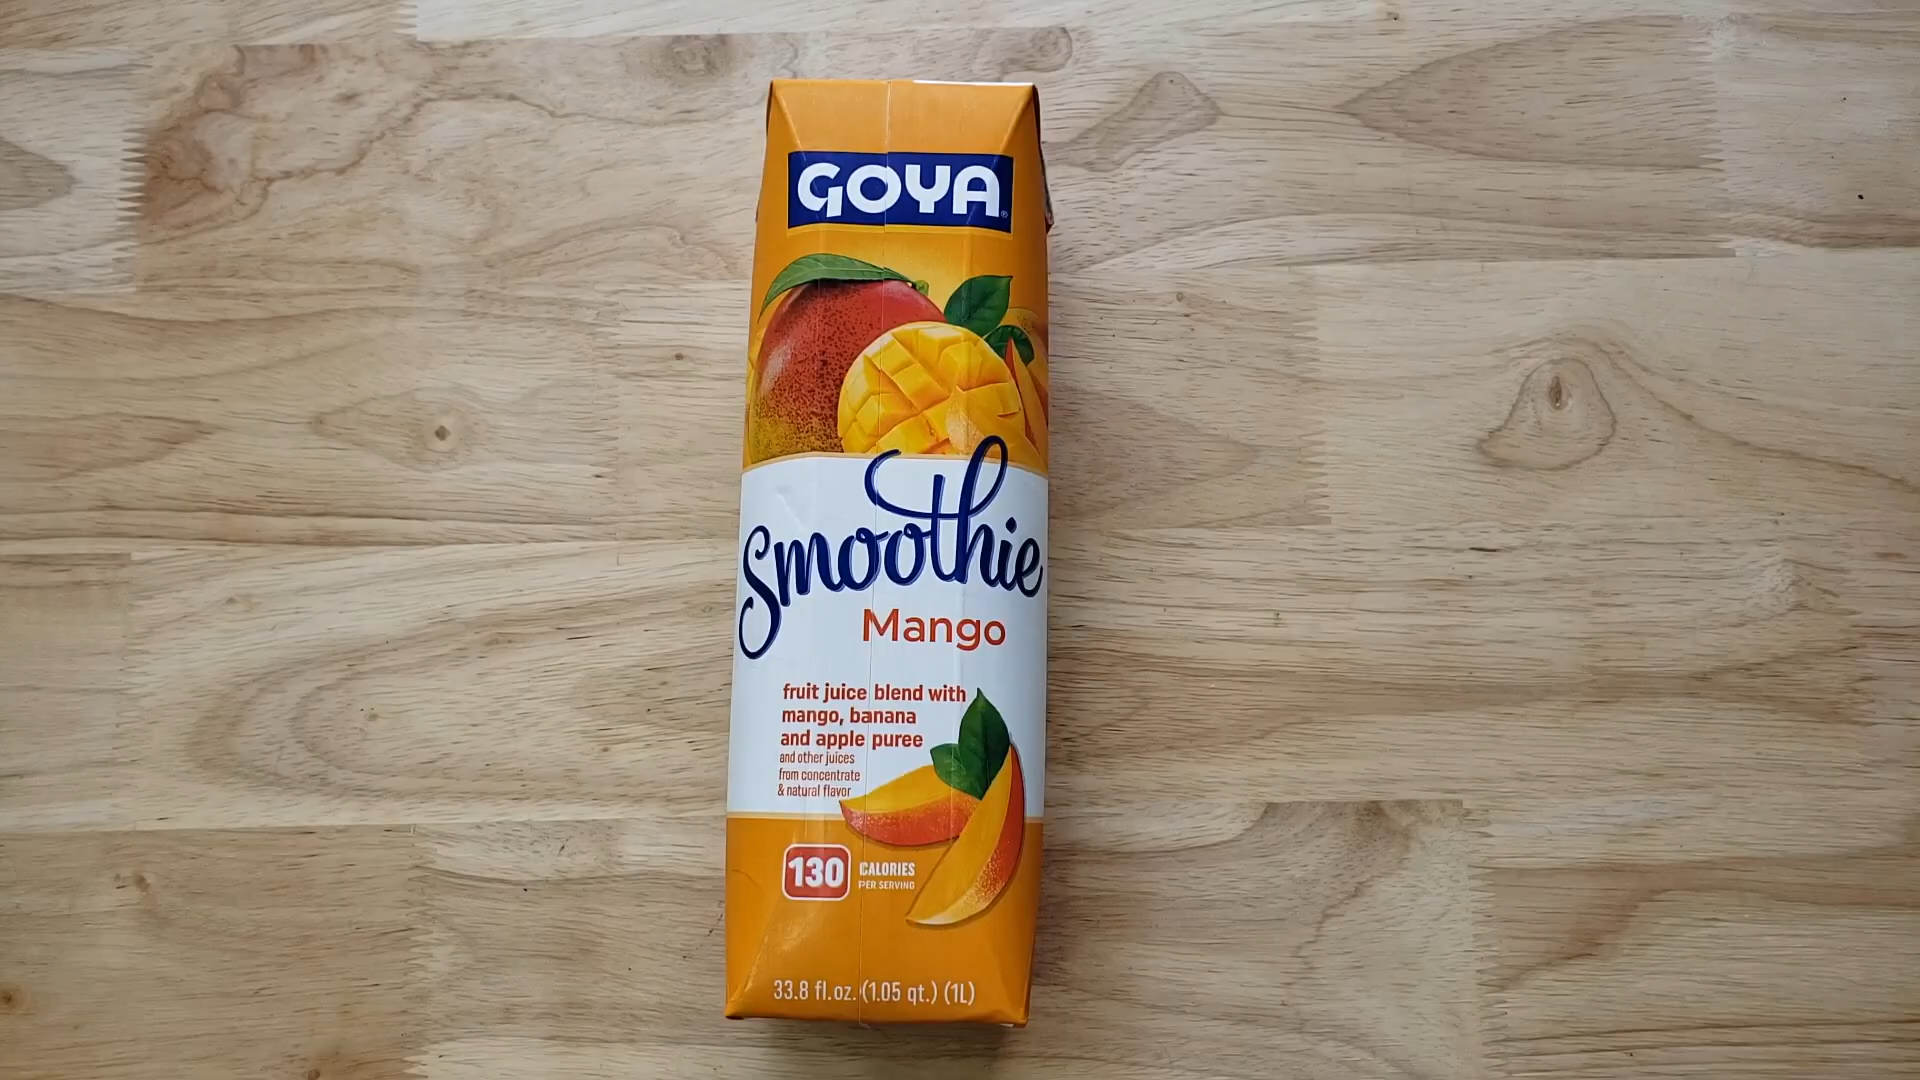 GOYA
Smoothie
Mango
fruit juice blend with
mango, banana
and apple puree
and other juices
from concentrate
& natural flavor
130 CALORIES
PER SERVING
33.8 fl.oz. (1.05 qt.) (1L)